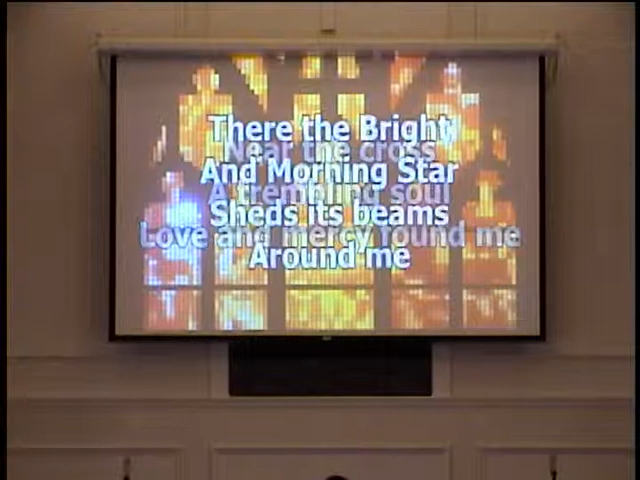 There the Bright
Near the cross
And Morning Star
A trembling soul
Sheds its beams
Love and mercy round me
Around me